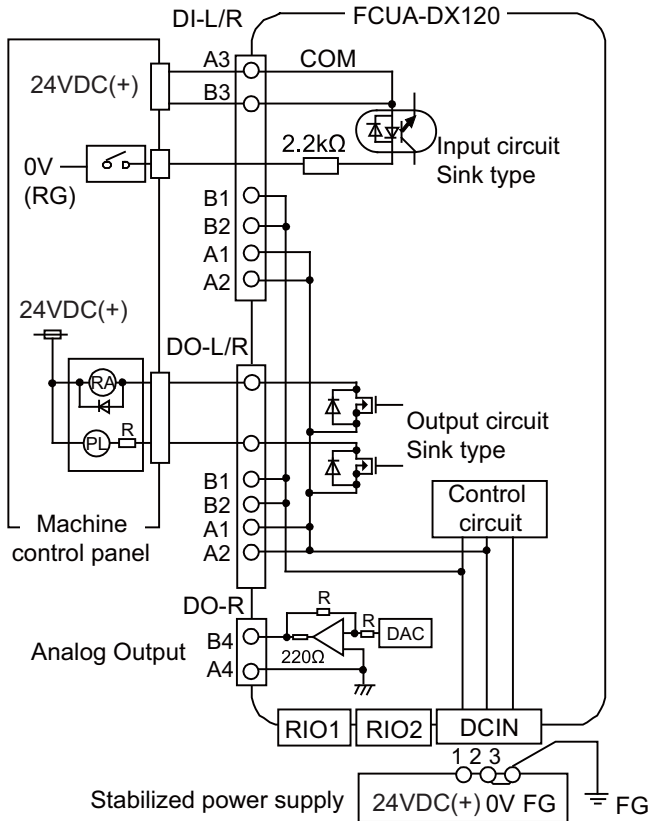 DI-L/R
FCUA-DX120
A3
COM
24VDC(+)
B3
2.2kΩ
Input circuit
Sink type
0V
(RG)
B1
B2
A1
A2
24VDC(+)
DO-L/R
RA
Output circuit
Sink type
PL
R
B1
B2
A1
A2
Control
circuit
Machine
control panel
DO-R
R
R
DAC
B4
220Ω
Analog Output
A4
RIO1
RIO2
DCIN
1 2 3
Stabilized power supply
24VDC(+) 0V FG
FG